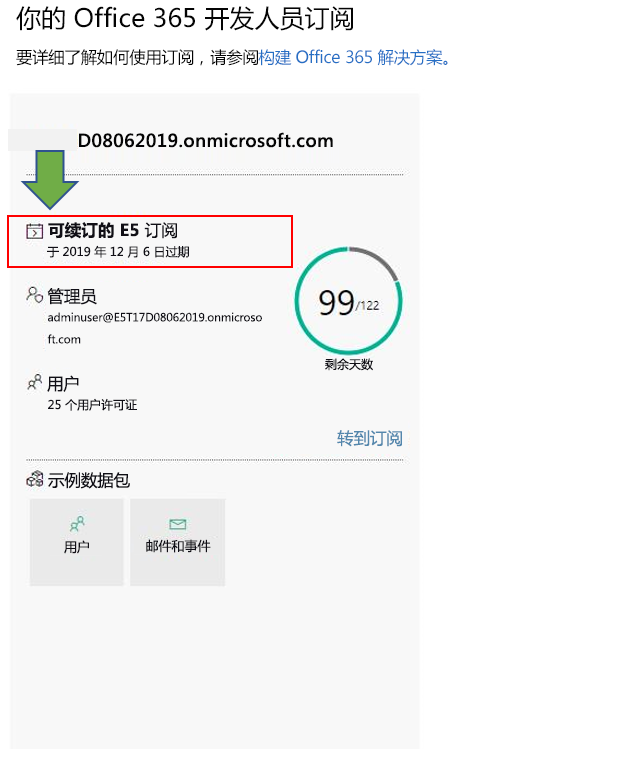 你的 Office 365 开发人员订阅
要详细了解如何使用订阅，请参阅构建 Office 365 解决方案。
D08062019.onmicrosoft.com
可续订的 E5 订阅
于 2019 年 12 月 6 日过期
管理员
adminuser@E5T17D08062019.onmicroso
ft.com
99/122
剩余天数
用户
25 个用户许可证
转到订阅
示例数据包
用户
邮件和事件